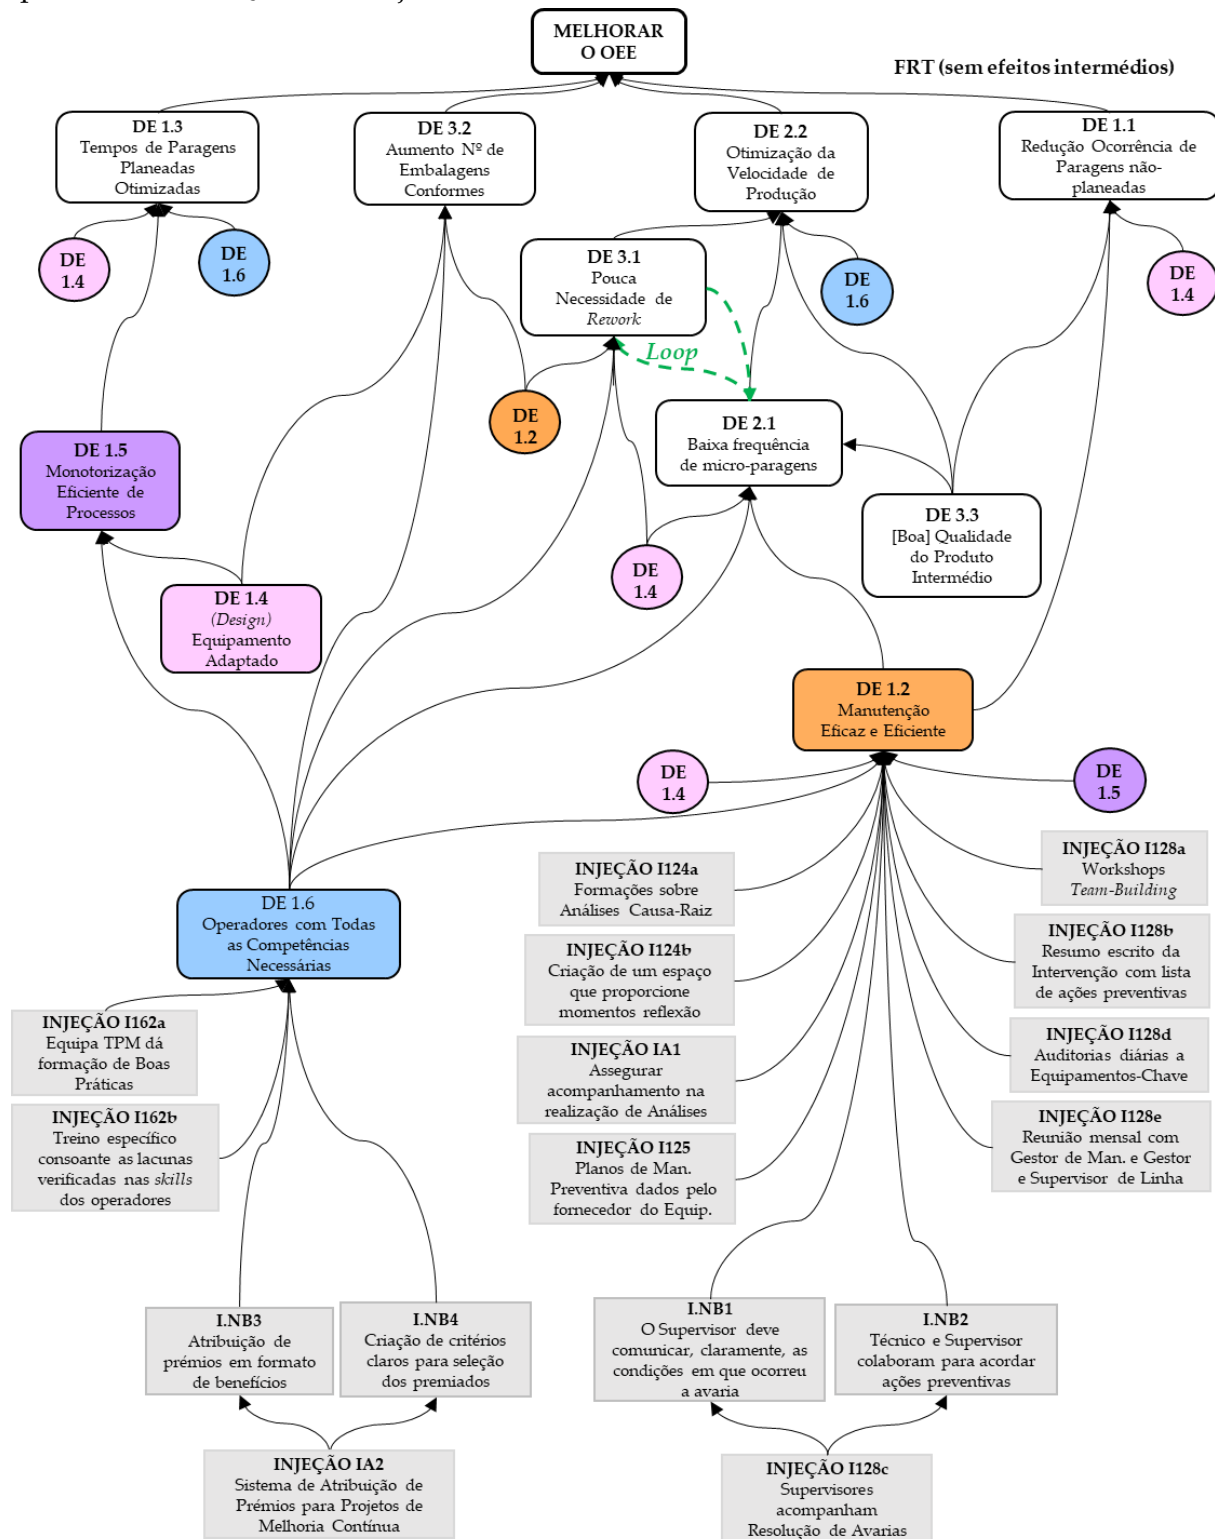 MELHORAR
O OEE
FRT (sem efeitos intermédios)
DE 1.3
Tempos de Paragens
Planeadas
Otimizadas
DE 3.2
Aumento Nº de
Embalagens
Conformes
DE 2.2
Otimização da
Velocidade de
Produção
DE 1.1
Redução Ocorrência de
Paragens não-
planeadas
DE
1.4
DE
1.6
DE 3.1
Pouca
Necessidade de
Rework
DE
1.6
DE
1.4
Loop
DE
1.2
DE 2.1
Baixa frequência
de micro-paragens
DE 1.5
Monotorização
Eficiente de
Processos
DE 3.3
[Boa] Qualidade
do Produto
Intermédio
DE
1.4
DE 1.4
(Design)
Equipamento
Adaptado
DE 1.2
Manutenção
Eficaz e Eficiente
DE
1.4
DE
1.5
INJEÇÃO I124a
Formações sobre
Análises Causa-Raiz
INJEÇÃO I128a
Workshops
Team-Building
DE 1.6
Operadores com Todas
as Competências
Necessárias
INJEÇÃO I124b
Criação de um espaço
que proporcione
momentos reflexão
INJEÇÃO I128b
Resumo escrito da
Intervenção com lista
de ações preventivas
INJEÇÃO I162a
Equipa TPM dá
formação de Boas
Práticas
INJEÇÃO IA1
Assegurar
acompanhamento na
realização de Análises
INJEÇÃO I128d
Auditorias diárias a
Equipamentos-Chave
INJEÇÃO I162b
Treino específico
consoante as lacunas
verificadas nas skills
dos operadores
INJEÇÃO I125
Planos de Man.
Preventiva dados pelo
fornecedor do Equip.
INJEÇÃO I128e
Reunião mensal com
Gestor de Man. e Gestor
e Supervisor de Linha
I.NB3
Atribuição de
prémios em formato
de benefícios
I.NB4
Criação de critérios
claros para seleção
dos premiados
I.NB1
O Supervisor deve
comunicar, claramente, as
condições em que ocorreu
a avaria
I.NB2
Técnico e Supervisor
colaboram para acordar
ações preventivas
INJEÇÃO IA2
Sistema de Atribuição de
Prémios para Projetos de
Melhoria Contínua
INJEÇÃO I128c
Supervisores
acompanham
Resolução de Avarias